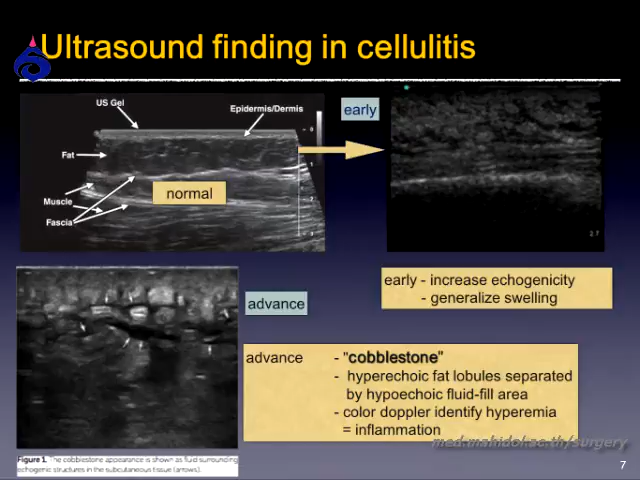 Ultrasound finding in cellulitis
US Gel
Epidermis/Dermis
early
Fat
normal
Muscle
Fascia
early - increase echogenicity
- generalize swelling
advance
advance - "cobblestone"
- hyperechoic fat lobules separated
by hypoechoic fluid-fill area
- color doppler identify hyperemia
= inflammation
med.mahidol.ac.th/surgery
Figure 1. The cobblestone appearance is shown as fluid surrounding
echogenic structures in the subcutaneous tissue (arrows).
7